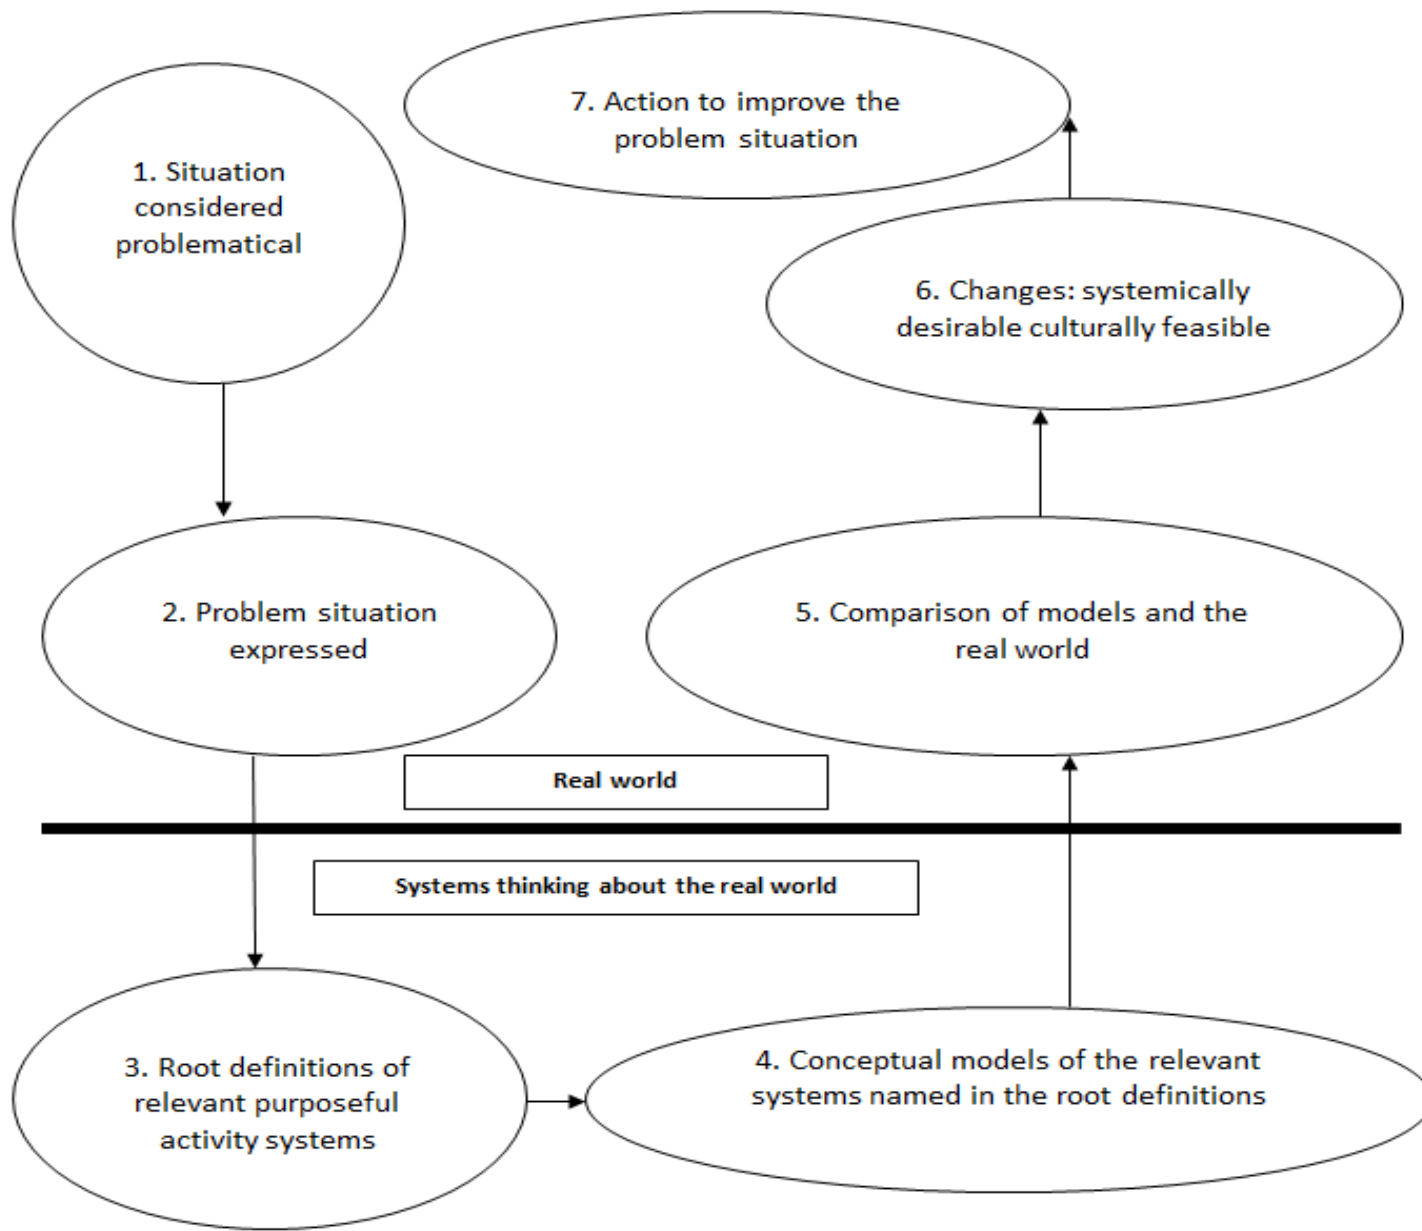 1. Situation
considered
problematical
2. Problem situation
expressed
3. Root definitions of
relevant purposeful
activity systems
4. Conceptual models of the relevant
systems named in the root definitions
5. Comparison of models and the
real world
6. Changes: systemically
desirable culturally feasible
7. Action to improve the
problem situation
Real world
Systems thinking about the real world